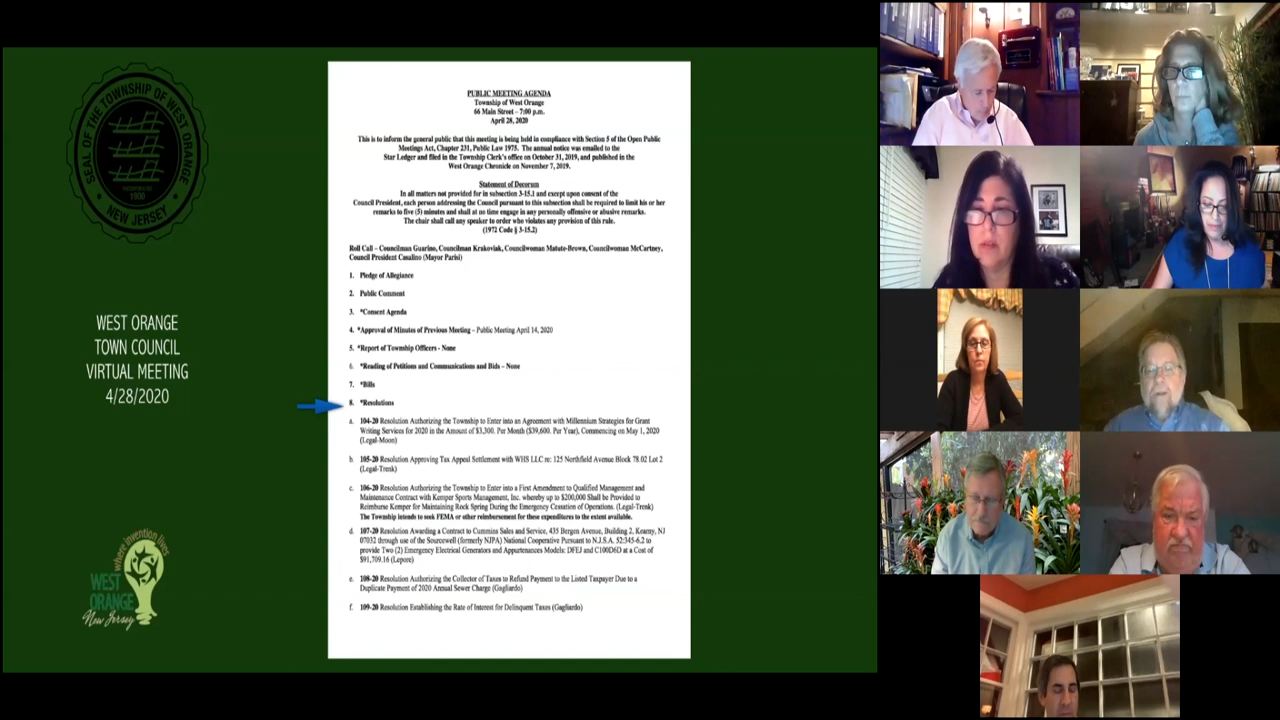 SEAL OF THE TOWNSHIP OF WEST ORANGE
INCORPORATED
1900
NEW JERSEY
WEST ORANGE
TOWN COUNCIL
VIRTUAL MEETING
4/28/2020
where invention lives
WEST
ORANGE
New Jersey
PUBLIC MEETING AGENDA
Township of West Orange
66 Main Street – 7:00 p.m.
April 28, 2020
This is to inform the general public that this meeting is being held in compliance with Section 5 of the Open Public
Meetings Act, Chapter 231, Public Law 1975. The annual notice was emailed to the
Star Ledger and filed in the Township Clerk's office on October 31, 2019, and published in the
West Orange Chronicle on November 7, 2019.
Statement of Decorum
In all matters not provided for in subsection 3-15.1 and except upon consent of the
Council President, each person addressing the Council pursuant to this subsection shall be required to limit his or her
remarks to five (5) minutes and shall at no time engage in any personally offensive or abusive remarks.
The chair shall call any speaker to order who violates any provision of this rule.
(1972 Code § 3-15.2)
Roll Call – Councilman Guarino, Councilman Krakoviak, Councilwoman Matute-Brown, Councilwoman McCartney,
Council President Casalino (Mayor Parisi)
1. Pledge of Allegiance
2. Public Comment
3. *Consent Agenda
4. *Approval of Minutes of Previous Meeting – Public Meeting April 14, 2020
5. *Report of Township Officers - None
6. *Reading of Petitions and Communications and Bids – None
7. *Bills
8. *Resolutions
a. 104-20 Resolution Authorizing the Township to Enter into an Agreement with Millennium Strategies for Grant
Writing Services for 2020 in the Amount of $3,300. Per Month ($39,600. Per Year), Commencing on May 1, 2020
(Legal-Moon)
b. 105-20 Resolution Approving Tax Appeal Settlement with WHS LLC re: 125 Northfield Avenue Block 78.02 Lot 2
(Legal-Trenk)
c. 106-20 Resolution Authorizing the Township to Enter into a First Amendment to Qualified Management and
Maintenance Contract with Kemper Sports Management, Inc. whereby up to $200,000 Shall be Provided to
Reimburse Kemper for Maintaining Rock Spring During the Emergency Cessation of Operations. (Legal-Trenk)
The Township intends to seek FEMA or other reimbursement for these expenditures to the extent available.
d. 107-20 Resolution Awarding a Contract to Cummins Sales and Service, 435 Bergen Avenue, Building 2, Kearny, NJ
07032 through use of the Sourcewell (formerly NJPA) National Cooperative Pursuant to N.J.S.A. 52:345-6.2 to
provide Two (2) Emergency Electrical Generators and Appurtenances Models: DFEJ and C100D6D at a Cost of
$91,709.16 (Lepore)
e. 108-20 Resolution Authorizing the Collector of Taxes to Refund Payment to the Listed Taxpayer Due to a
Duplicate Payment of 2020 Annual Sewer Charge (Gagliardo)
f. 109-20 Resolution Establishing the Rate of Interest for Delinquent Taxes (Gagliardo)